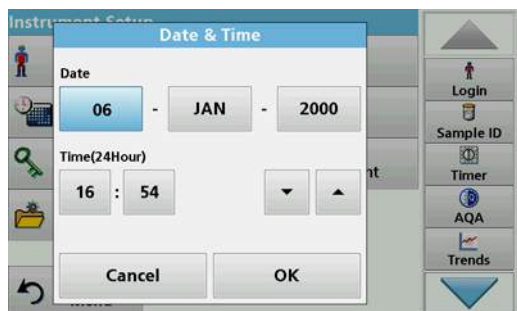 Date & Time
Date
06 - JAN - 2000
Time(24Hour)
16 : 54
Cancel OK
Login
Sample ID
Timer
AQA
Trends